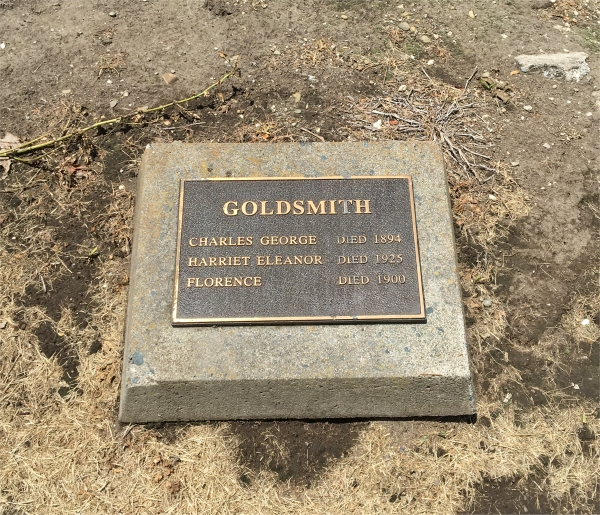 GOLDSMITH
CHARLES GEORGE DIED 1894
HARRIET ELEANOR DIED 1925
FLORENCE DIED 1900